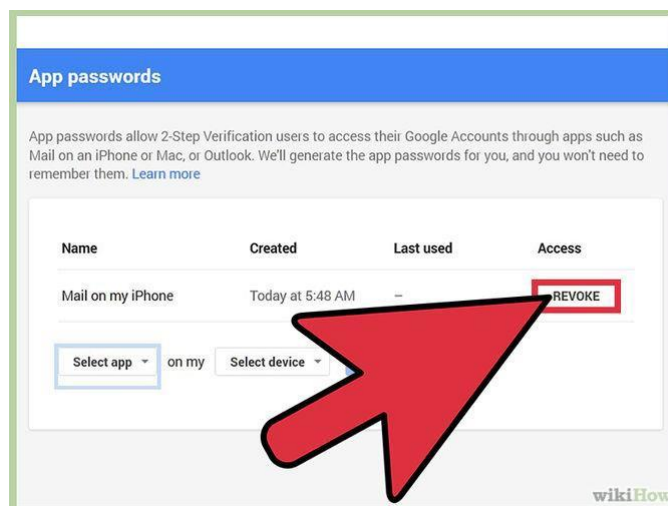 App passwords
App passwords allow 2-Step Verification users to access their Google Accounts through apps such as
Mail on an iPhone or Mac, or Outlook. We'll generate the app passwords for you, and you won't need to
remember them. Learn more
Name Created Last used Access
Mail on my iPhone Today at 5:48 AM – REVOKE
Select app on my Select device
wikiHow